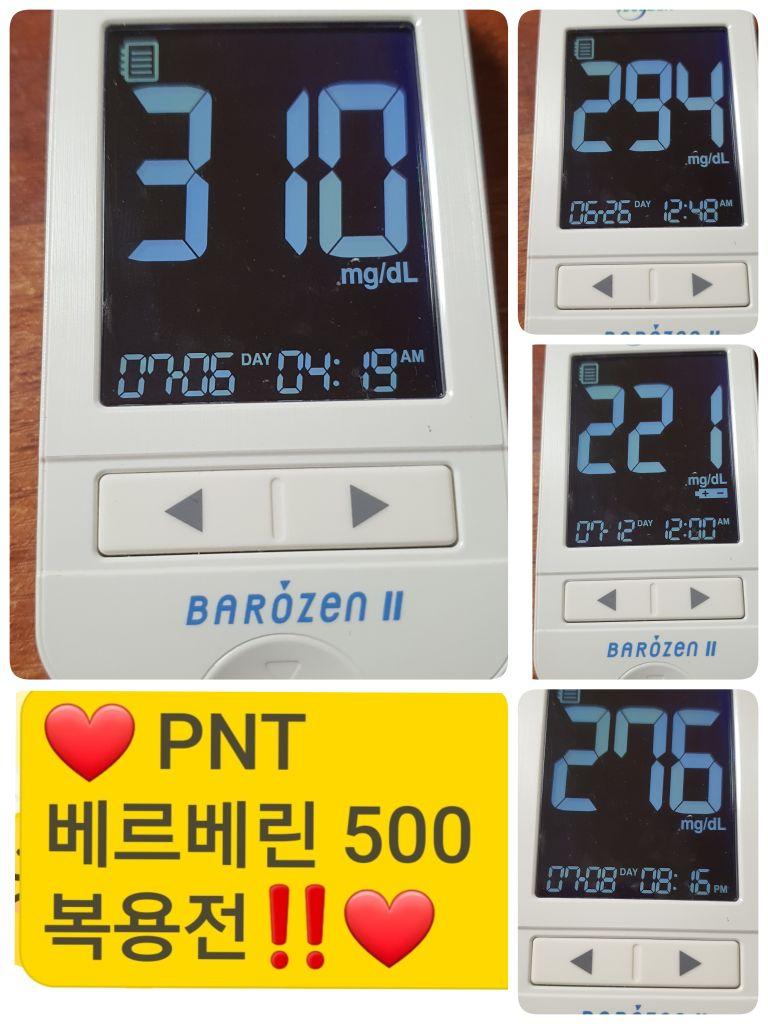 310
mg/dL
07-06 DAY 04:19 AM
BAROZEN II
294
mg/dL
06-26 DAY 12:48 AM
221
mg/dL
07-12 DAY 12:00 AM
BAROZEN II
♥ PNT
베르베린 500
복용전‼♥
276
mg/dL
07-08 DAY 08:16 PM